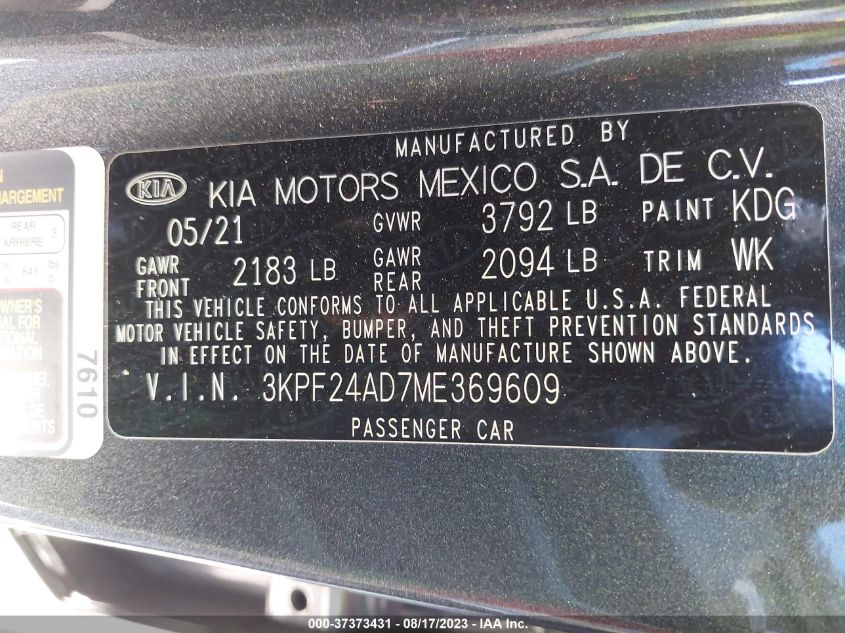 MANUFACTURED BY
KIA KIA MOTORS MEXICO S.A. DE C.V.
05/21 GVWR 3792 LB PAINT KDG
GAWR FRONT 2183 LB GAWR REAR 2094 LB TRIM WK
THIS VEHICLE CONFORMS TO ALL APPLICABLE U.S.A. FEDERAL
MOTOR VEHICLE SAFETY, BUMPER, AND THEFT PREVENTION STANDARDS
IN EFFECT ON THE DATE OF MANUFACTURE SHOWN ABOVE.
V.I.N. 3KPF24AD7ME369609
PASSENGER CAR
REAR
ARRIERE 3
7610
000-37373431 - 08/17/2023 - IAA Inc.